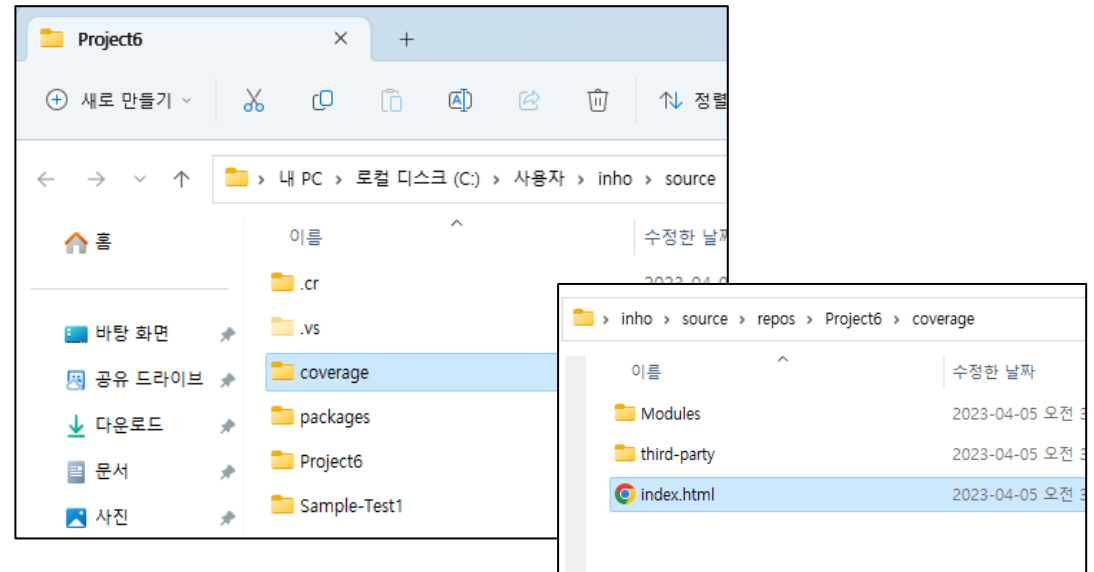 Project6
새로 만들기
정렬
내 PC > 로컬 디스크 (C:) > 사용자 > inho > source
홈
바탕 화면
공유 드라이브
다운로드
문서
사진
이름
수정한 날짜
.cr
.vs
coverage
packages
Project6
Sample-Test1
inho > source > repos > Project6 > coverage
이름
수정한 날짜
Modules
2023-04-05 오전 3
third-party
2023-04-05 오전 3
index.html
2023-04-05 오전 3